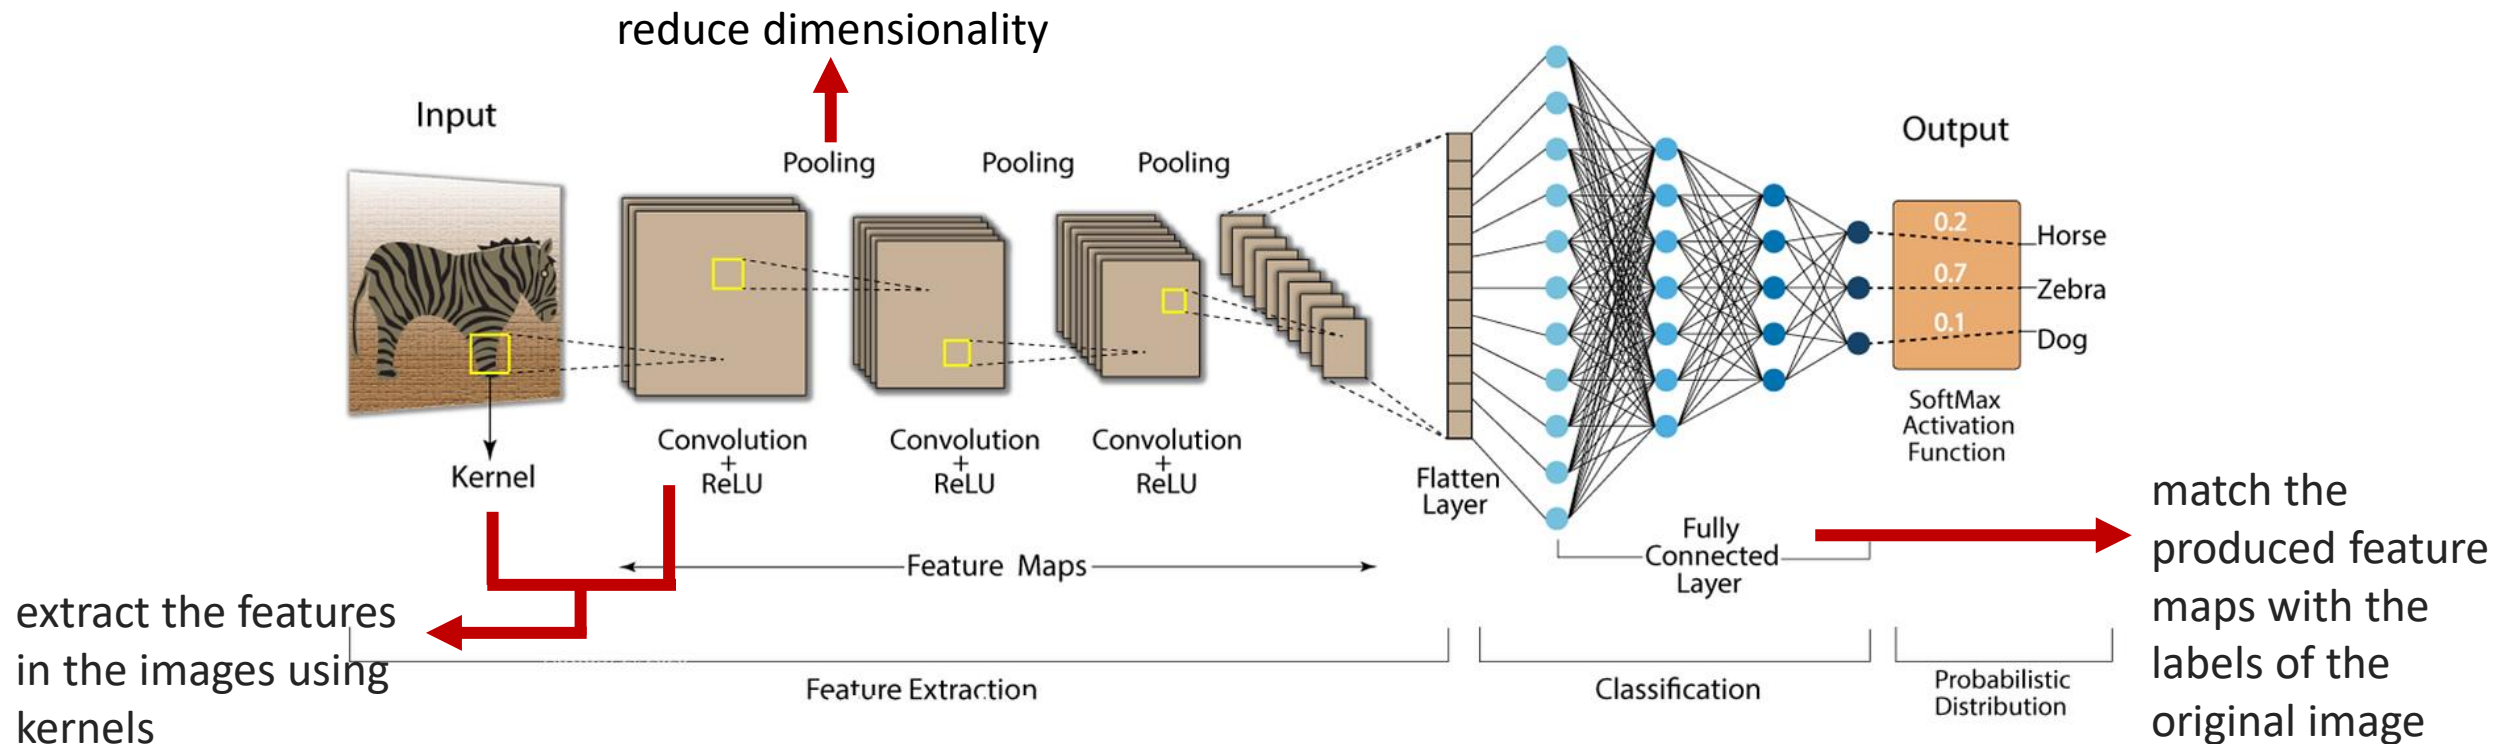 reduce dimensionality
Input
Pooling
Pooling
Pooling
Output
0.2
Horse
0.7
Zebra
0.1
Dog
SoftMax
Activation
Function
Kernel
Convolution
+
ReLU
Convolution
+
ReLU
Convolution
+
ReLU
Flatten
Layer
Fully
Connected
Layer
Feature Maps
extract the features
in the images using
kernels
match the
produced feature
maps with the
labels of the
original image
Feature Extraction
Classification
Probabilistic
Distribution